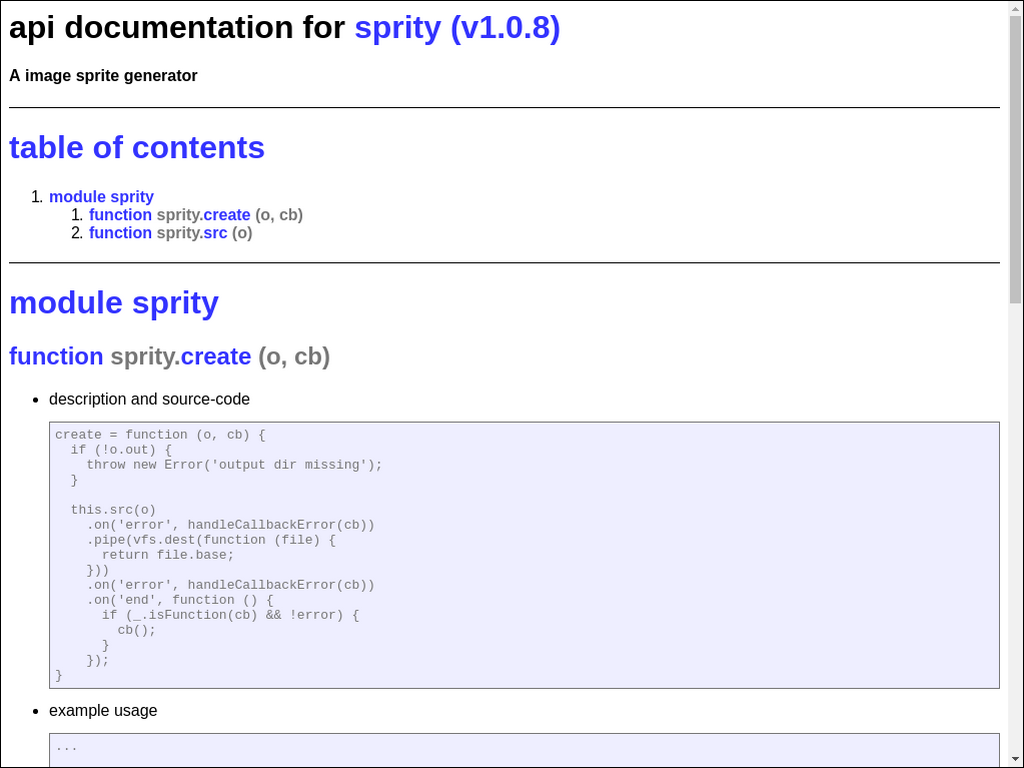 api documentation for sprity (v1.0.8)
A image sprite generator
table of contents
1. module sprity
1. function sprity.create (o, cb)
2. function sprity.src (o)
module sprity
function sprity.create (o, cb)
• description and source-code
create = function (o, cb) {
  if (!o.out) {
    throw new Error('output dir missing');
  }

  this.src(o)
    .on('error', handleCallbackError(cb))
    .pipe(vfs.dest(function (file) {
      return file.base;
    }))
    .on('error', handleCallbackError(cb))
    .on('end', function () {
      if (_.isFunction(cb) && !error) {
        cb();
      }
    });
}
• example usage
...